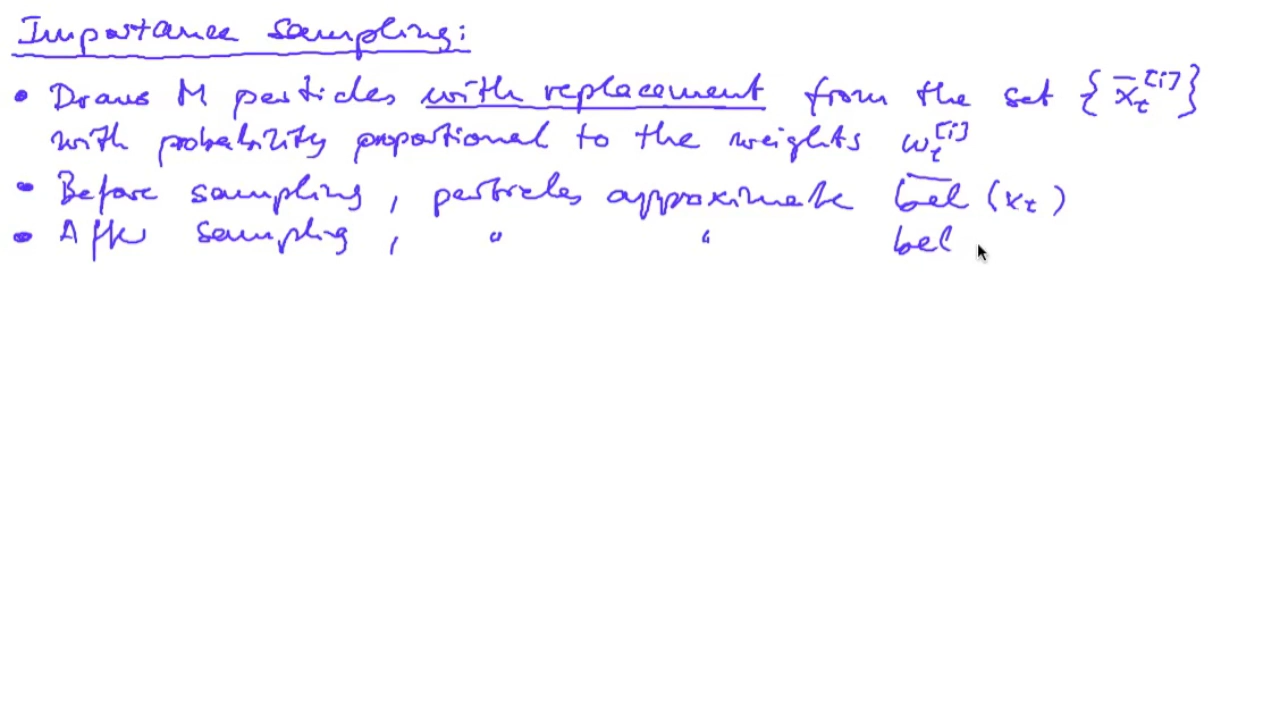 Importance sampling:
• Draws M particles with replacement from the set { x̄_t^[i] }
with probability proportional to the weights w_t^[i]
• Before sampling, particles approximate b̅e̅l̅ (x_t)
• After sampling, " " bel